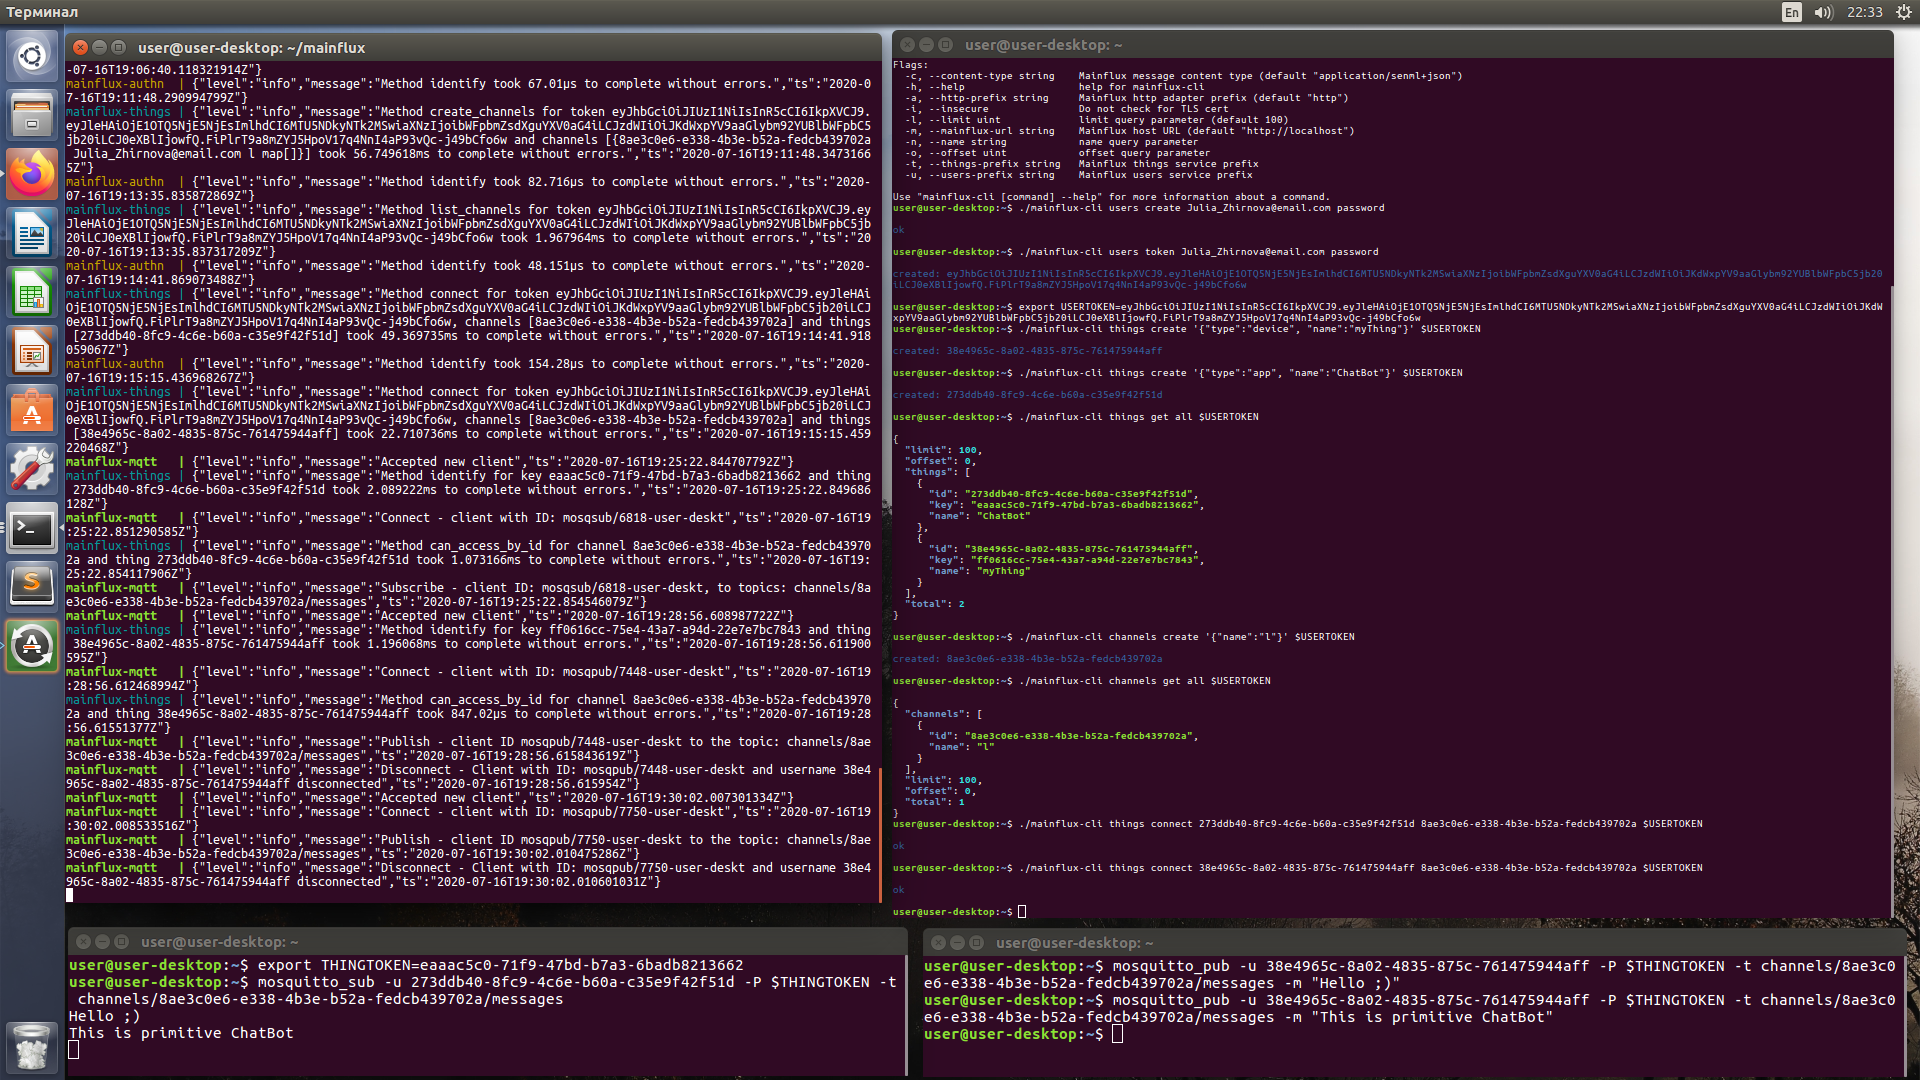 Терминал
En
22:33
user@user-desktop: ~/mainflux
-07-16T19:06:40.118321914Z"}
mainflux-authn | {"level":"info","message":"Method identify took 67.01µs to complete without errors.","ts":"2020-0
7-16T19:11:48.290994799Z"}
mainflux-things | {"level":"info","message":"Method create_channels for token eyJhbGciOiJIUzI1NiIsInR5cCI6IkpXVCJ9.
eyJleHAiOjE1OTQ5NjE5NjEsImlhdCI6MTU5NDkyNTk2MSwiaXNzIjoibWFpbmZsdXguYXV0aG4iLCJzdWIiOiJKdWxpYV9aaGlybm92YUBlbWFpbC5
jb20iLCJ0eXBlIjowfQ.FiPlrT9a8mZYJ5HpoV17q4NnI4aP93vQc-j49bCfo6w and channels [{8ae3c0e6-e338-4b3e-b52a-fedcb439702a
 Julia_Zhirnova@email.com l map[]}] took 56.749618ms to complete without errors.","ts":"2020-07-16T19:11:48.3473166
5Z"}
mainflux-authn | {"level":"info","message":"Method identify took 82.716µs to complete without errors.","ts":"2020-
07-16T19:13:35.835872869Z"}
mainflux-things | {"level":"info","message":"Method list_channels for token eyJhbGciOiJIUzI1NiIsInR5cCI6IkpXVCJ9.ey
JleHAiOjE1OTQ5NjE5NjEsImlhdCI6MTU5NDkyNTk2MSwiaXNzIjoibWFpbmZsdXguYXV0aG4iLCJzdWIiOiJKdWxpYV9aaGlybm92YUBlbWFpbC5jb
20iLCJ0eXBlIjowfQ.FiPlrT9a8mZYJ5HpoV17q4NnI4aP93vQc-j49bCfo6w took 1.967964ms to complete without errors.","ts":"20
20-07-16T19:13:35.837317209Z"}
mainflux-authn | {"level":"info","message":"Method identify took 48.151µs to complete without errors.","ts":"2020-
07-16T19:14:41.869073488Z"}
mainflux-things | {"level":"info","message":"Method connect for token eyJhbGciOiJIUzI1NiIsInR5cCI6IkpXVCJ9.eyJleHAi
OjE1OTQ5NjE5NjEsImlhdCI6MTU5NDkyNTk2MSwiaXNzIjoibWFpbmZsdXguYXV0aG4iLCJzdWIiOiJKdWxpYV9aaGlybm92YUBlbWFpbC5jb20iLCJ
0eXBlIjowfQ.FiPlrT9a8mZYJ5HpoV17q4NnI4aP93vQc-j49bCfo6w, channels [8ae3c0e6-e338-4b3e-b52a-fedcb439702a] and things
 [273ddb40-8fc9-4c6e-b60a-c35e9f42f51d] took 49.369735ms to complete without errors.","ts":"2020-07-16T19:14:41.918
059067Z"}
mainflux-authn | {"level":"info","message":"Method identify took 154.28µs to complete without errors.","ts":"2020-
07-16T19:15:15.436968267Z"}
mainflux-things | {"level":"info","message":"Method connect for token eyJhbGciOiJIUzI1NiIsInR5cCI6IkpXVCJ9.eyJleHAi
OjE1OTQ5NjE5NjEsImlhdCI6MTU5NDkyNTk2MSwiaXNzIjoibWFpbmZsdXguYXV0aG4iLCJzdWIiOiJKdWxpYV9aaGlybm92YUBlbWFpbC5jb20iLCJ
0eXBlIjowfQ.FiPlrT9a8mZYJ5HpoV17q4NnI4aP93vQc-j49bCfo6w, channels [8ae3c0e6-e338-4b3e-b52a-fedcb439702a] and things
 [38e4965c-8a02-4835-875c-761475944aff] took 22.710736ms to complete without errors.","ts":"2020-07-16T19:15:15.459
220468Z"}
mainflux-mqtt | {"level":"info","message":"Accepted new client","ts":"2020-07-16T19:25:22.844707792Z"}
mainflux-things | {"level":"info","message":"Method identify for key eaaac5c0-71f9-47bd-b7a3-6badb8213662 and thing
 273ddb40-8fc9-4c6e-b60a-c35e9f42f51d took 2.089222ms to complete without errors.","ts":"2020-07-16T19:25:22.849686
128Z"}
mainflux-mqtt | {"level":"info","message":"Connect - client with ID: mosqsub/6818-user-deskt","ts":"2020-07-16T19
:25:22.851290585Z"}
mainflux-things | {"level":"info","message":"Method can_access_by_id for channel 8ae3c0e6-e338-4b3e-b52a-fedcb43970
2a and thing 273ddb40-8fc9-4c6e-b60a-c35e9f42f51d took 1.073166ms to complete without errors.","ts":"2020-07-16T19:
25:22.854117906Z"}
mainflux-mqtt | {"level":"info","message":"Subscribe - client ID: mosqsub/6818-user-deskt, to topics: channels/8a
e3c0e6-e338-4b3e-b52a-fedcb439702a/messages","ts":"2020-07-16T19:25:22.854546079Z"}
mainflux-mqtt | {"level":"info","message":"Accepted new client","ts":"2020-07-16T19:28:56.608987722Z"}
mainflux-things | {"level":"info","message":"Method identify for key ff0616cc-75e4-43a7-a94d-22e7e7bc7843 and thing
 38e4965c-8a02-4835-875c-761475944aff took 1.196068ms to complete without errors.","ts":"2020-07-16T19:28:56.611900
595Z"}
mainflux-mqtt | {"level":"info","message":"Connect - client with ID: mosqpub/7448-user-deskt","ts":"2020-07-16T19
:28:56.612468994Z"}
mainflux-things | {"level":"info","message":"Method can_access_by_id for channel 8ae3c0e6-e338-4b3e-b52a-fedcb43970
2a and thing 38e4965c-8a02-4835-875c-761475944aff took 847.02µs to complete without errors.","ts":"2020-07-16T19:28
:56.61551377Z"}
mainflux-mqtt | {"level":"info","message":"Publish - client ID mosqpub/7448-user-deskt to the topic: channels/8ae
3c0e6-e338-4b3e-b52a-fedcb439702a/messages","ts":"2020-07-16T19:28:56.615843619Z"}
mainflux-mqtt | {"level":"info","message":"Disconnect - Client with ID: mosqpub/7448-user-deskt and username 38e4
965c-8a02-4835-875c-761475944aff disconnected","ts":"2020-07-16T19:28:56.615954Z"}
mainflux-mqtt | {"level":"info","message":"Accepted new client","ts":"2020-07-16T19:30:02.007301334Z"}
mainflux-mqtt | {"level":"info","message":"Connect - client with ID: mosqpub/7750-user-deskt","ts":"2020-07-16T19
:30:02.008533516Z"}
mainflux-mqtt | {"level":"info","message":"Publish - client ID mosqpub/7750-user-deskt to the topic: channels/8ae
3c0e6-e338-4b3e-b52a-fedcb439702a/messages","ts":"2020-07-16T19:30:02.010475286Z"}
mainflux-mqtt | {"level":"info","message":"Disconnect - Client with ID: mosqpub/7750-user-deskt and username 38e4
965c-8a02-4835-875c-761475944aff disconnected","ts":"2020-07-16T19:30:02.010601031Z"}
user@user-desktop: ~
Flags:
  -c, --content-type string    Mainflux message content type (default "application/senml+json")
  -h, --help                   help for mainflux-cli
  -a, --http-prefix string     Mainflux http adapter prefix (default "http")
  -i, --insecure               Do not check for TLS cert
  -l, --limit uint             limit query parameter (default 100)
  -m, --mainflux-url string    Mainflux host URL (default "http://localhost")
  -n, --name string            name query parameter
  -o, --offset uint            offset query parameter
  -t, --things-prefix string   Mainflux things service prefix
  -u, --users-prefix string    Mainflux users service prefix
Use "mainflux-cli [command] --help" for more information about a command.
user@user-desktop:~$ ./mainflux-cli users create Julia_Zhirnova@email.com password
ok
user@user-desktop:~$ ./mainflux-cli users token Julia_Zhirnova@email.com password
created: eyJhbGciOiJIUzI1NiIsInR5cCI6IkpXVCJ9.eyJleHAiOjE1OTQ5NjE5NjEsImlhdCI6MTU5NDkyNTk2MSwiaXNzIjoibWFpbmZsdXguYXV0aG4iLCJzdWIiOiJKdWxpYV9aaGlybm92YUBlbWFpbC5jb20
iLCJ0eXBlIjowfQ.FiPlrT9a8mZYJ5HpoV17q4NnI4aP93vQc-j49bCfo6w
user@user-desktop:~$ export USERTOKEN=eyJhbGciOiJIUzI1NiIsInR5cCI6IkpXVCJ9.eyJleHAiOjE1OTQ5NjE5NjEsImlhdCI6MTU5NDkyNTk2MSwiaXNzIjoibWFpbmZsdXguYXV0aG4iLCJzdWIiOiJKdW
xpYV9aaGlybm92YUBlbWFpbC5jb20iLCJ0eXBlIjowfQ.FiPlrT9a8mZYJ5HpoV17q4NnI4aP93vQc-j49bCfo6w
user@user-desktop:~$ ./mainflux-cli things create '{"type":"device", "name":"myThing"}' $USERTOKEN
created: 38e4965c-8a02-4835-875c-761475944aff
user@user-desktop:~$ ./mainflux-cli things create '{"type":"app", "name":"ChatBot"}' $USERTOKEN
created: 273ddb40-8fc9-4c6e-b60a-c35e9f42f51d
user@user-desktop:~$ ./mainflux-cli things get all $USERTOKEN
{
  "limit": 100,
  "offset": 0,
  "things": [
    {
      "id": "273ddb40-8fc9-4c6e-b60a-c35e9f42f51d",
      "key": "eaaac5c0-71f9-47bd-b7a3-6badb8213662",
      "name": "ChatBot"
    },
    {
      "id": "38e4965c-8a02-4835-875c-761475944aff",
      "key": "ff0616cc-75e4-43a7-a94d-22e7e7bc7843",
      "name": "myThing"
    }
  ],
  "total": 2
}
user@user-desktop:~$ ./mainflux-cli channels create '{"name":"l"}' $USERTOKEN
created: 8ae3c0e6-e338-4b3e-b52a-fedcb439702a
user@user-desktop:~$ ./mainflux-cli channels get all $USERTOKEN
{
  "channels": [
    {
      "id": "8ae3c0e6-e338-4b3e-b52a-fedcb439702a",
      "name": "l"
    }
  ],
  "limit": 100,
  "offset": 0,
  "total": 1
}
user@user-desktop:~$ ./mainflux-cli things connect 273ddb40-8fc9-4c6e-b60a-c35e9f42f51d 8ae3c0e6-e338-4b3e-b52a-fedcb439702a $USERTOKEN
ok
user@user-desktop:~$ ./mainflux-cli things connect 38e4965c-8a02-4835-875c-761475944aff 8ae3c0e6-e338-4b3e-b52a-fedcb439702a $USERTOKEN
ok
user@user-desktop:~$
user@user-desktop: ~
user@user-desktop:~$ export THINGTOKEN=eaaac5c0-71f9-47bd-b7a3-6badb8213662
user@user-desktop:~$ mosquitto_sub -u 273ddb40-8fc9-4c6e-b60a-c35e9f42f51d -P $THINGTOKEN -t
 channels/8ae3c0e6-e338-4b3e-b52a-fedcb439702a/messages
Hello ;)
This is primitive ChatBot
user@user-desktop: ~
user@user-desktop:~$ mosquitto_pub -u 38e4965c-8a02-4835-875c-761475944aff -P $THINGTOKEN -t channels/8ae3c0
e6-e338-4b3e-b52a-fedcb439702a/messages -m "Hello ;)"
user@user-desktop:~$ mosquitto_pub -u 38e4965c-8a02-4835-875c-761475944aff -P $THINGTOKEN -t channels/8ae3c0
e6-e338-4b3e-b52a-fedcb439702a/messages -m "This is primitive ChatBot"
user@user-desktop:~$